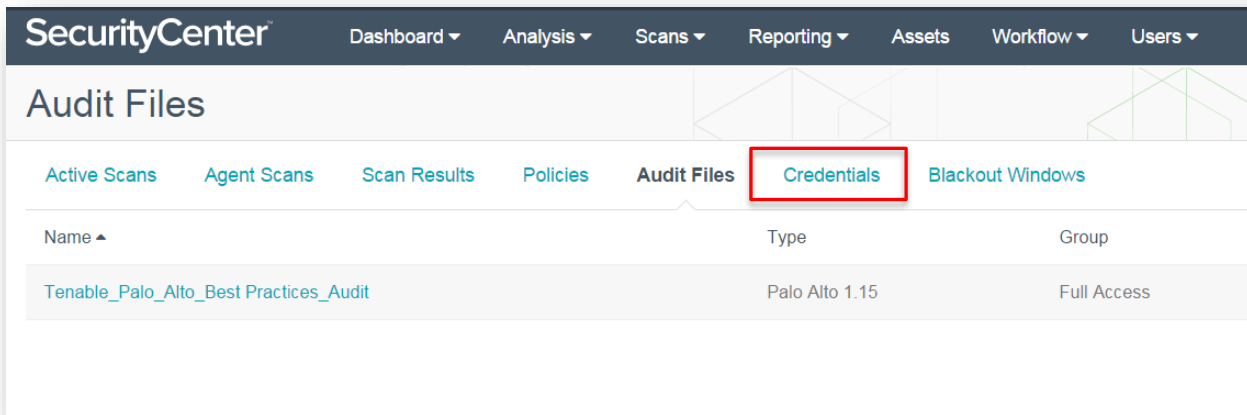 SecurityCenter™ Dashboard Analysis Scans Reporting Assets Workflow Users
Audit Files
Active Scans Agent Scans Scan Results Policies Audit Files Credentials Blackout Windows
Name Type Group
Tenable_Palo_Alto_Best Practices_Audit Palo Alto 1.15 Full Access